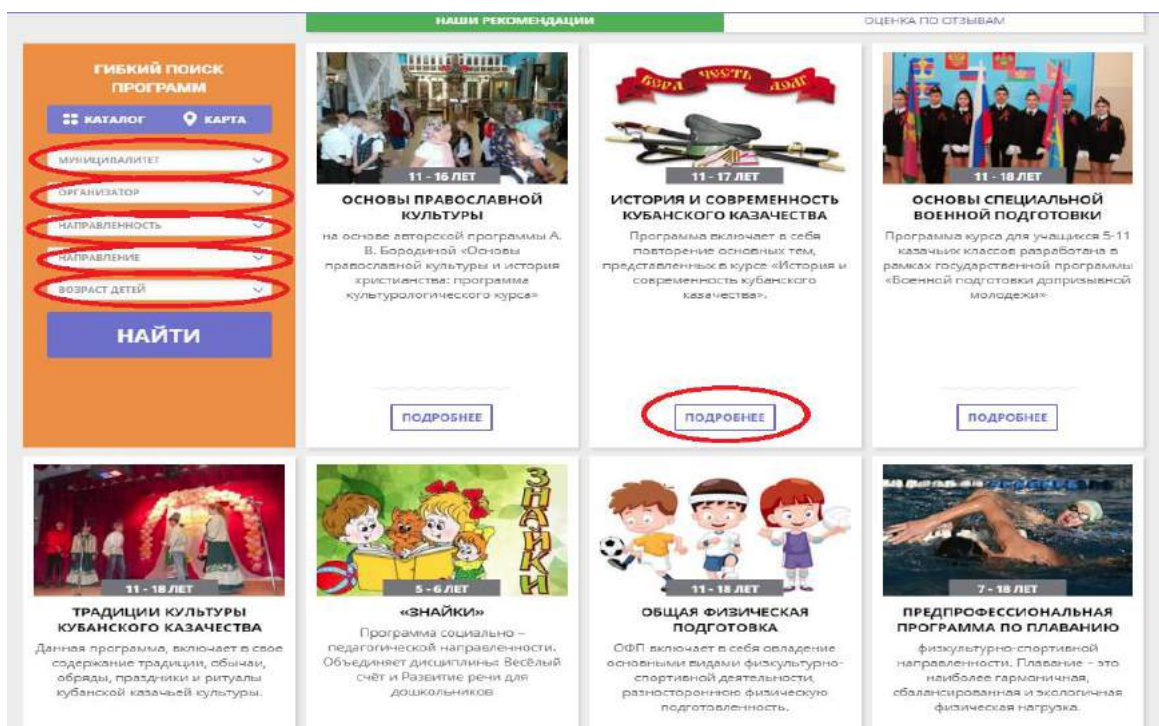 НАШИ РЕКОМЕНДАЦИИ
ОЦЕНКА ПО ОТЗЫВАМ
ГИБКИЙ ПОИСК
ПРОГРАММ
КАТАЛОГ
КАРТА
МУНИЦИПАЛИТЕТ
ОРГАНИЗАТОР
НАПРАВЛЕННОСТЬ
НАПРАВЛЕНИЕ
ВОЗРАСТ ДЕТЕЙ
НАЙТИ
11 - 16 ЛЕТ
ОСНОВЫ ПРАВОСЛАВНОЙ
КУЛЬТУРЫ
на основе авторской программы А.
В. Бородиной «Основы
православной культуры и история
христианства: программа
культурологического курса»
ПОДРОБНЕЕ
ВЕРА ЧЕСТЬ ДОЛГ
11 - 17 ЛЕТ
ИСТОРИЯ И СОВРЕМЕННОСТЬ
КУБАНСКОГО КАЗАЧЕСТВА
Программа включает в себя
повторение основных тем,
представленных в курсе «История и
современность кубанского
казачества».
ПОДРОБНЕЕ
11 - 18 ЛЕТ
ОСНОВЫ СПЕЦИАЛЬНОЙ
ВОЕННОЙ ПОДГОТОВКИ
Программа курса для учащихся 5-11
казачьих классов разработана в
рамках государственной программы
«Военной подготовки допризывной
молодежи»
ПОДРОБНЕЕ
11 - 18 ЛЕТ
ТРАДИЦИИ КУЛЬТУРЫ
КУБАНСКОГО КАЗАЧЕСТВА
Данная программа, включает в свое
содержание традиции, обычаи,
обряды, праздники и ритуалы
кубанской казачьей культуры.
ЗНАЙКИ
5 - 6 ЛЕТ
«ЗНАЙКИ»
Программа социально –
педагогической направленности.
Объединяет дисциплины: Весёлый
счёт и Развитие речи для
дошкольников
11 - 18 ЛЕТ
ОБЩАЯ ФИЗИЧЕСКАЯ
ПОДГОТОВКА
ОФП включает в себя овладение
основными видами физкультурно-
спортивной деятельности,
разностороннюю физическую
подготовленность.
7 - 18 ЛЕТ
ПРЕДПРОФЕССИОНАЛЬНАЯ
ПРОГРАММА ПО ПЛАВАНИЮ
физкультурно-спортивной
направленности. Плавание – это
наиболее гармоничная,
сбалансированная и экологичная
физическая нагрузка.